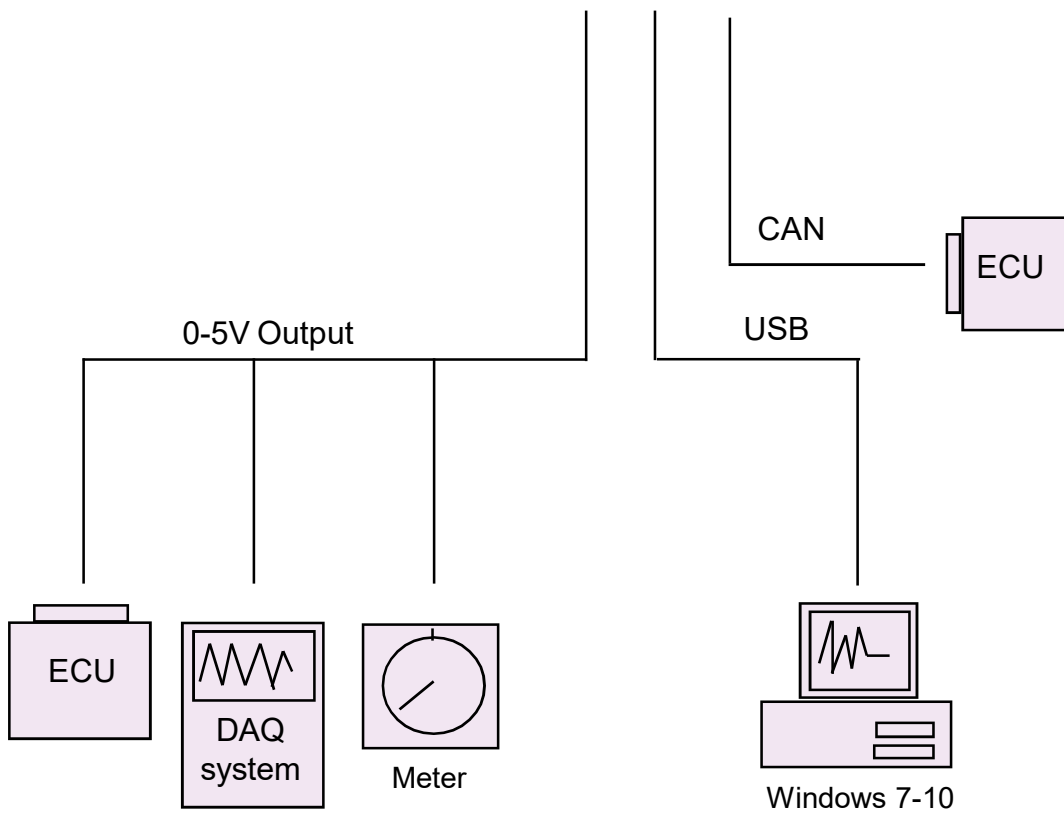 CAN
ECU
0-5V Output
USB
ECU
DAQ
system
Meter
Windows 7-10